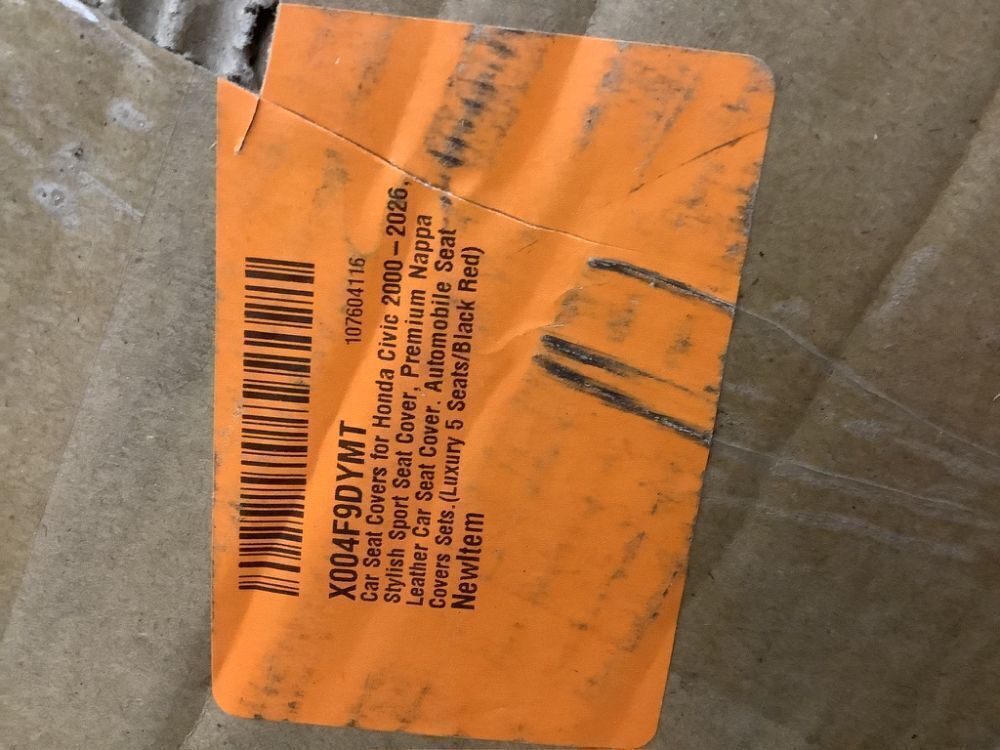 107604116
X004F9DYMT
Car Seat Covers for Honda Civic 2000 – 2026,
Stylish Sport Seat Cover, Premium Nappa
Leather Car Seat Cover. Automobile Seat
Covers Sets.(Luxury 5 Seats/Black Red)
NewItem